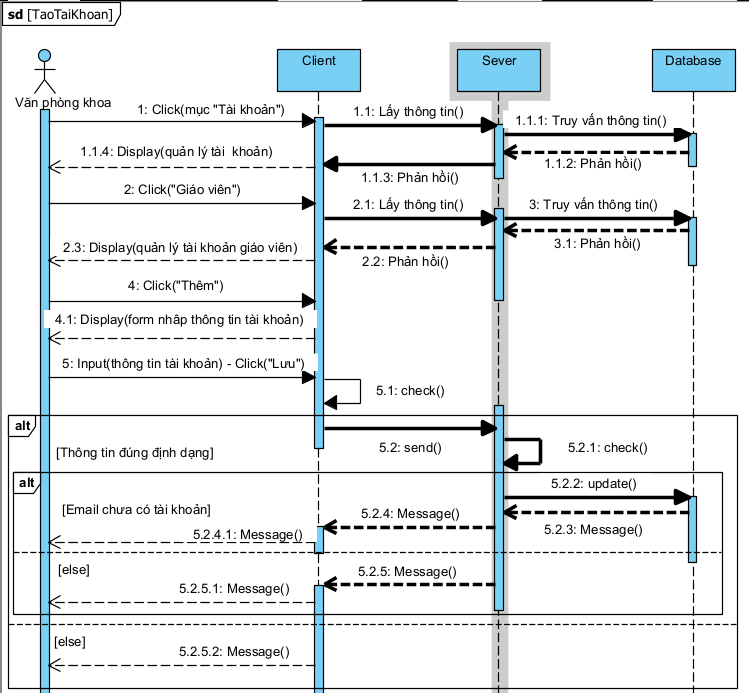 sd [TaoTaiKhoan]
Client
Sever
Database
Văn phòng khoa
1: Click(mục "Tài khoản")
1.1: Lấy thông tin()
1.1.1: Truy vấn thông tin()
1.1.4: Display(quản lý tài khoản)
1.1.2: Phản hồi()
1.1.3: Phản hồi()
2: Click("Giáo viên")
2.1: Lấy thông tin()
3: Truy vấn thông tin()
2.3: Display(quản lý tài khoản giáo viên)
3.1: Phản hồi()
2.2: Phản hồi()
4: Click("Thêm")
4.1: Display(form nhâp thông tin tài khoản)
5: Input(thông tin tài khoản) - Click("Lưu")
5.1: check()
alt
5.2: send()
5.2.1: check()
[Thông tin đúng định dạng]
alt
5.2.2: update()
[Email chưa có tài khoản]
5.2.4: Message()
5.2.3: Message()
5.2.4.1: Message()
[else]
5.2.5: Message()
5.2.5.1: Message()
[else]
5.2.5.2: Message()